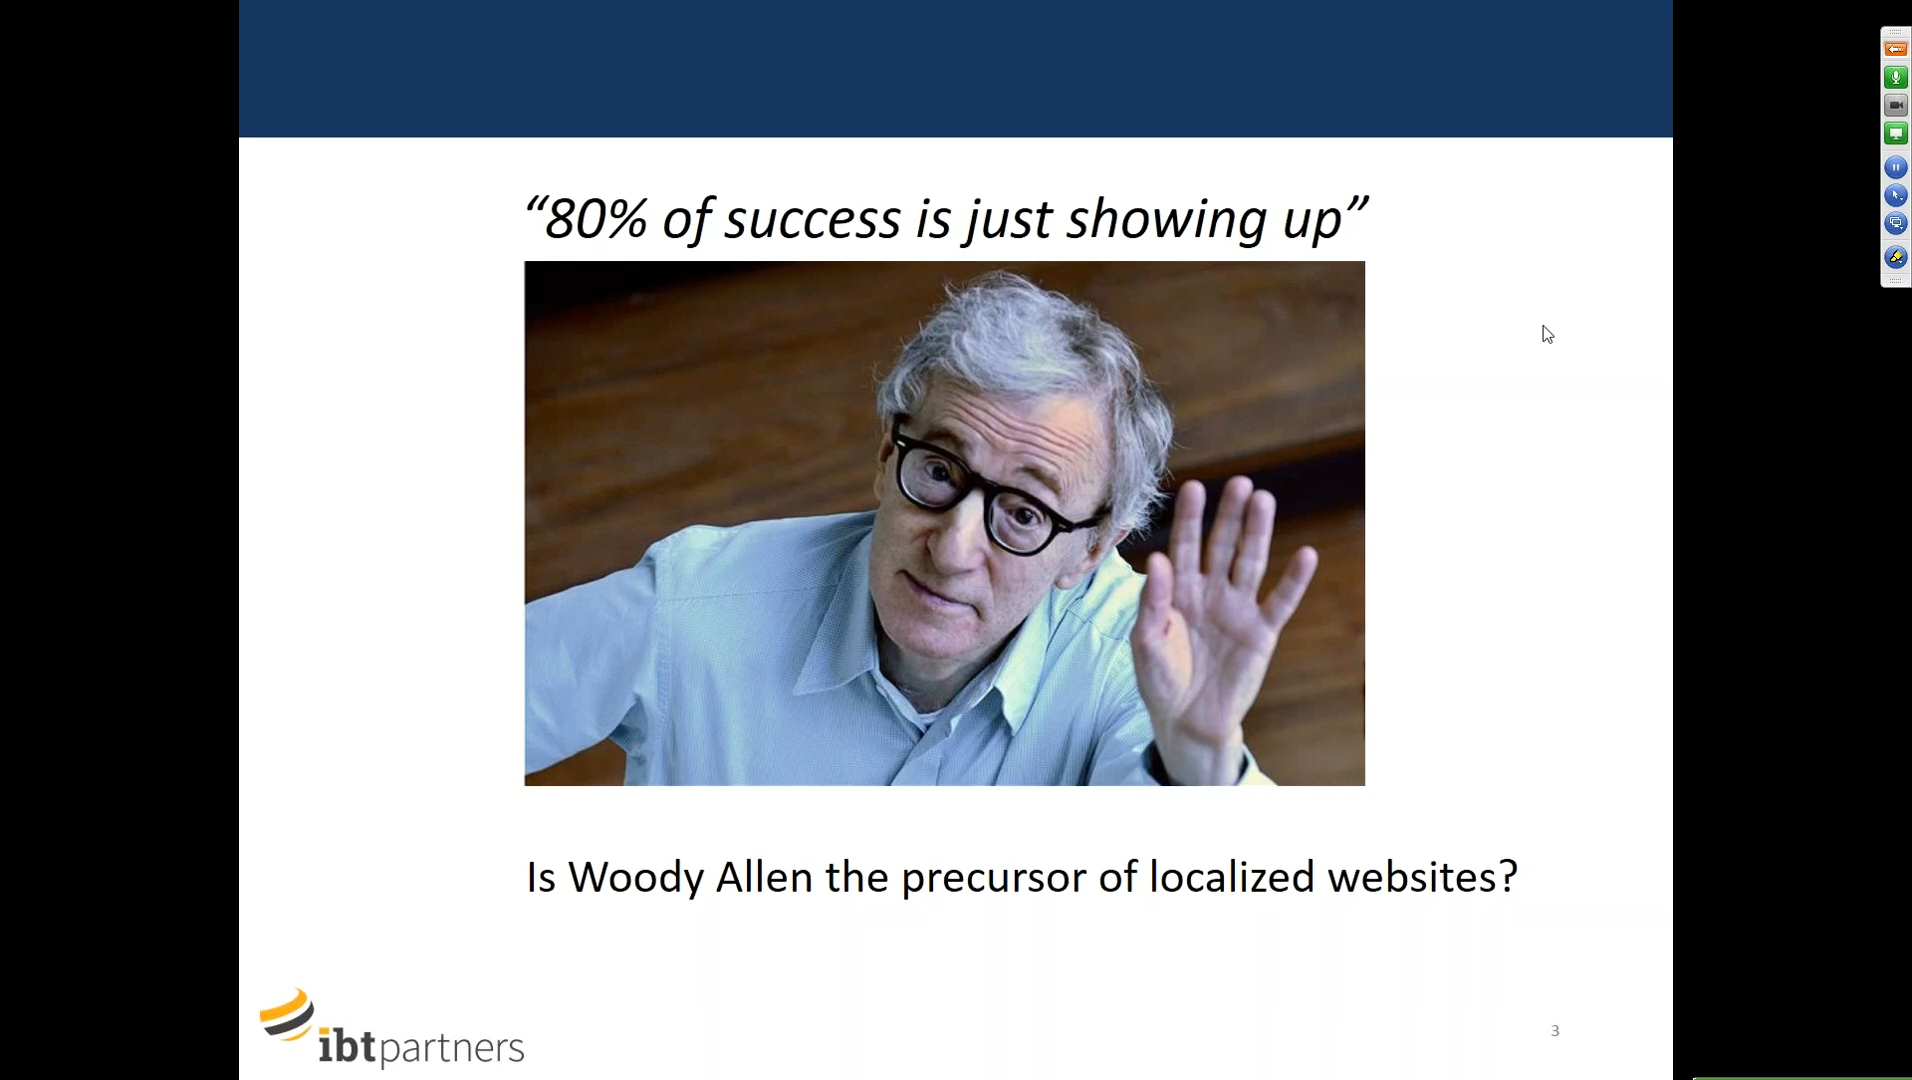 “80% of success is just showing up”
Is Woody Allen the precursor of localized websites?
ibtpartners
3